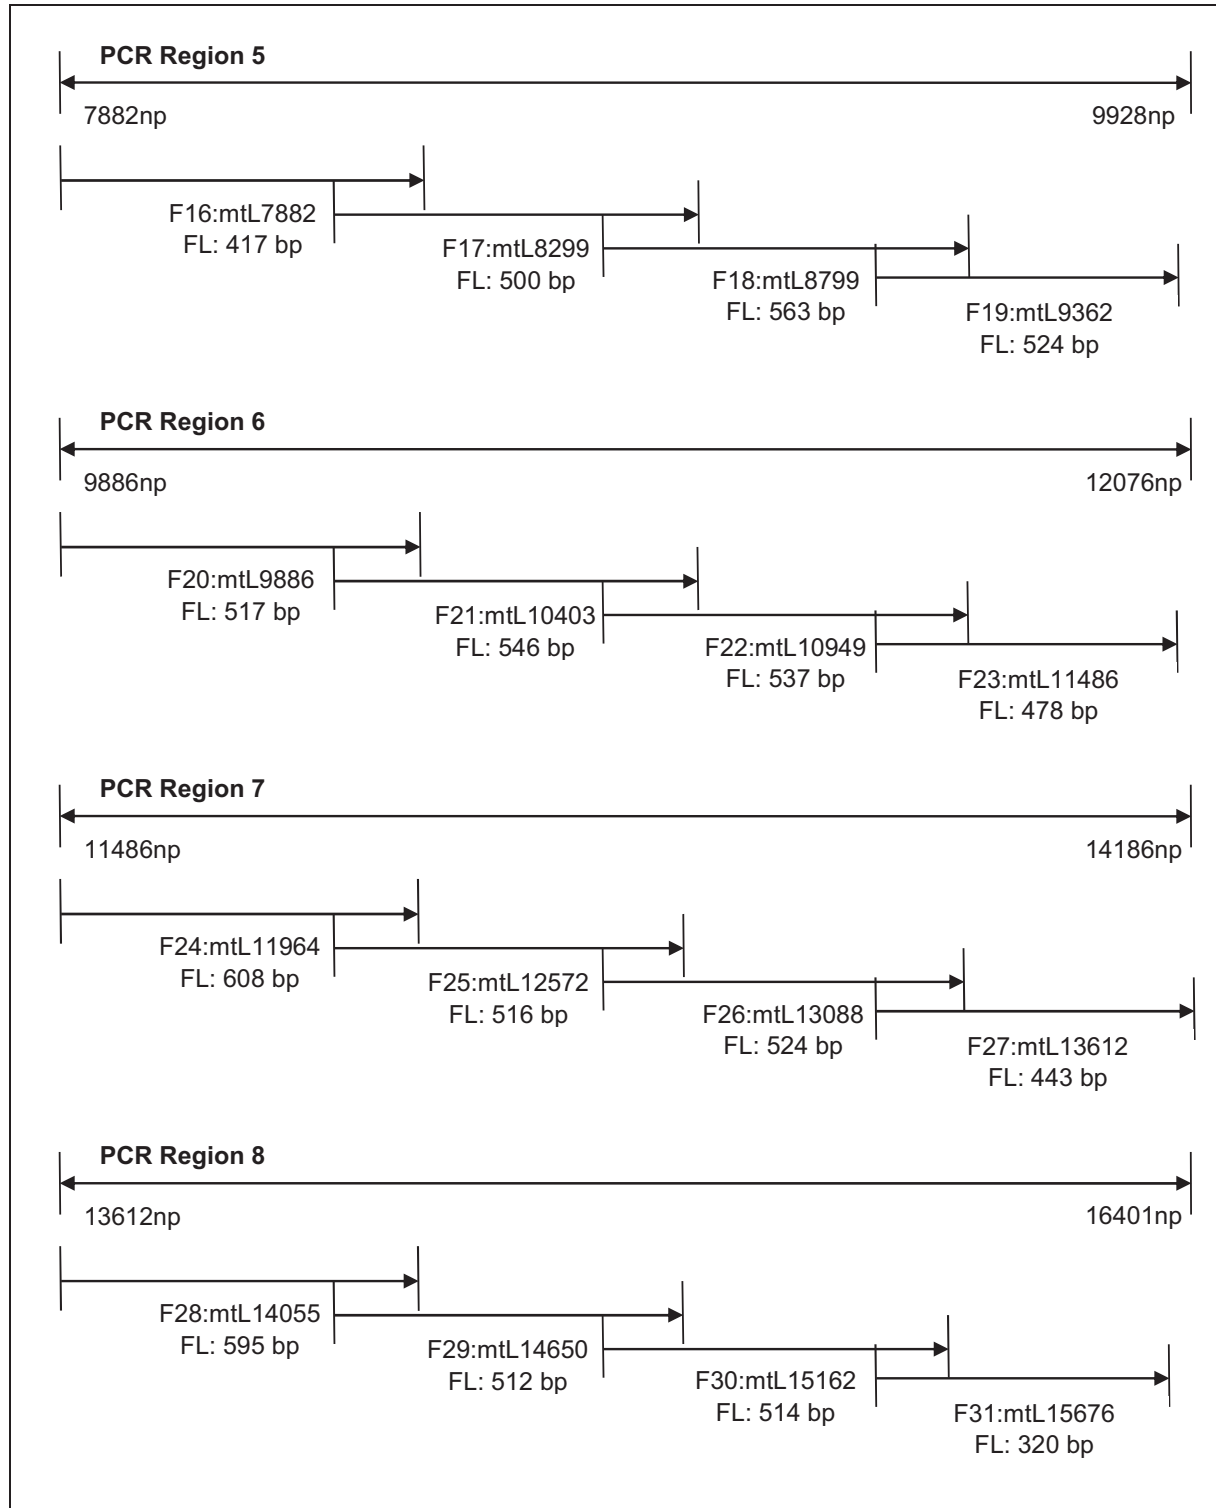 PCR Region 5
7882np
9928np
F16:mtL7882
FL: 417 bp
F17:mtL8299
FL: 500 bp
F18:mtL8799
FL: 563 bp
F19:mtL9362
FL: 524 bp
PCR Region 6
9886np
12076np
F20:mtL9886
FL: 517 bp
F21:mtL10403
FL: 546 bp
F22:mtL10949
FL: 537 bp
F23:mtL11486
FL: 478 bp
PCR Region 7
11486np
14186np
F24:mtL11964
FL: 608 bp
F25:mtL12572
FL: 516 bp
F26:mtL13088
FL: 524 bp
F27:mtL13612
FL: 443 bp
PCR Region 8
13612np
16401np
F28:mtL14055
FL: 595 bp
F29:mtL14650
FL: 512 bp
F30:mtL15162
FL: 514 bp
F31:mtL15676
FL: 320 bp